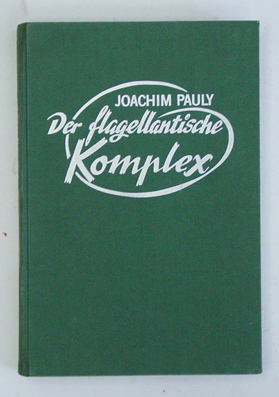 JOACHIM PAULY
Der flagellantische
Komplex